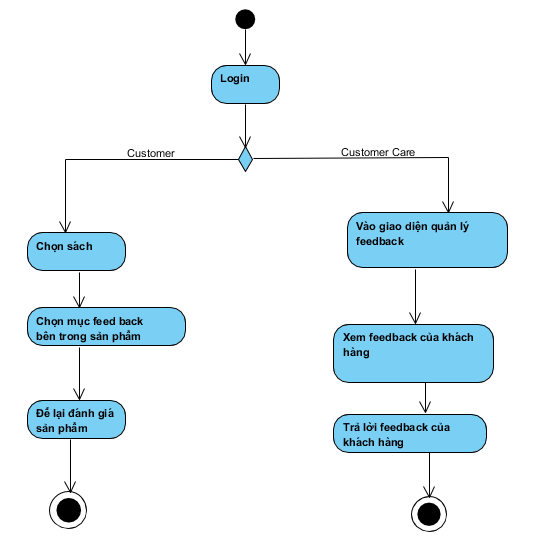 Login
Customer
Customer Care
Chọn sách
Vào giao diện quản lý
feedback
Chọn mục feed back
bên trong sản phẩm
Xem feedback của khách
hàng
Để lại đánh giá
sản phẩm
Trả lời feedback của
khách hàng